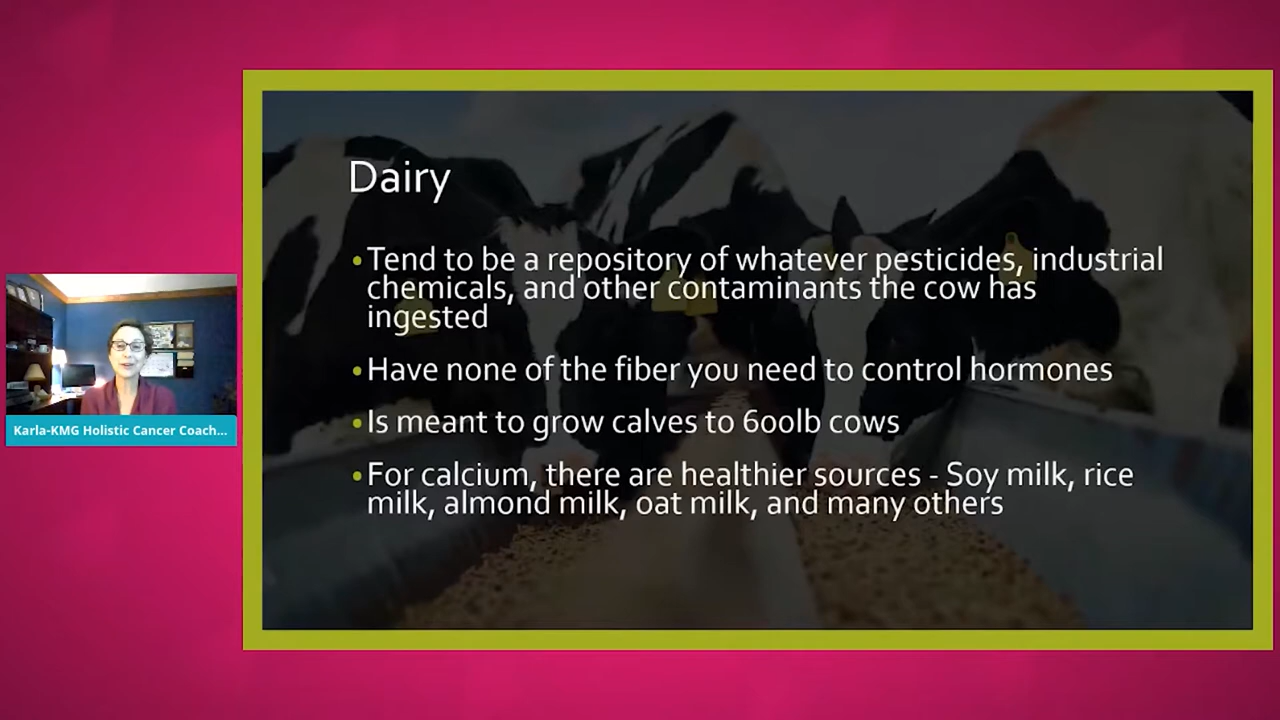 Dairy
•Tend to be a repository of whatever pesticides, industrial
chemicals, and other contaminants the cow has
ingested
•Have none of the fiber you need to control hormones
•Is meant to grow calves to 600lb cows
•For calcium, there are healthier sources - Soy milk, rice
milk, almond milk, oat milk, and many others
Karla-KMG Holistic Cancer Coach...